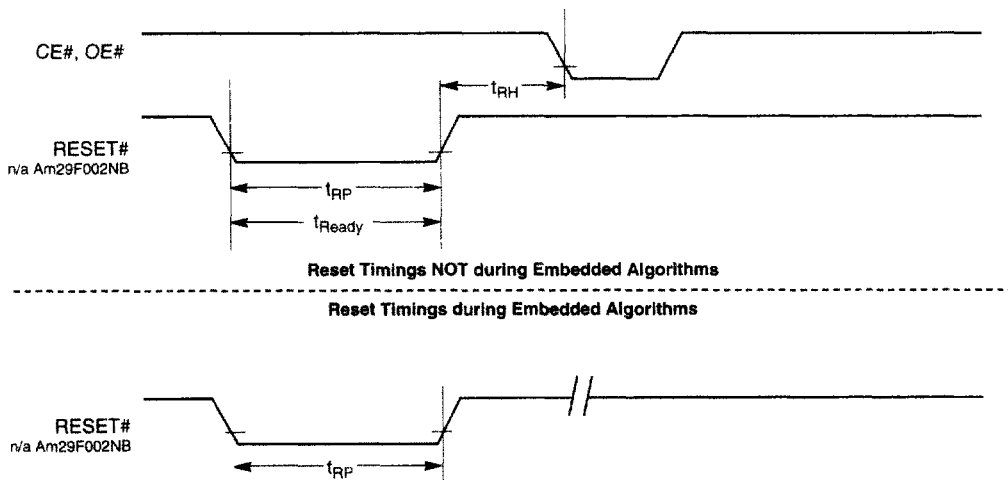 CE#, OE#
tRH
RESET#
n/a Am29F002NB
tRP
tReady
Reset Timings NOT during Embedded Algorithms
Reset Timings during Embedded Algorithms
RESET#
n/a Am29F002NB
tRP